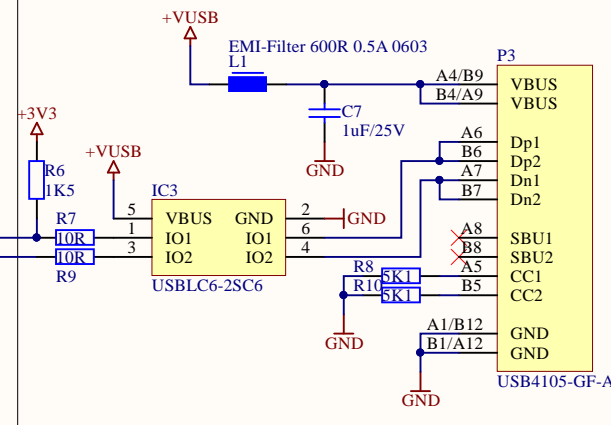 +VUSB
EMI-Filter 600R 0.5A 0603
L1
P3
A4/B9 VBUS
B4/A9 VBUS
C7
1uF/25V
GND
+3V3
A6 Dp1
B6 Dp2
A7 Dn1
B7 Dn2
+VUSB
R6
1K5
IC3
5 VBUS GND 2 GND
1 IO1 IO1 6
3 IO2 IO2 4
R7
10R
10R
R9
USBLC6-2SC6
A8 SBU1
B8 SBU2
R8 5K1 A5 CC1
R10 5K1 B5 CC2
GND
A1/B12 GND
B1/A12 GND
USB4105-GF-A
GND